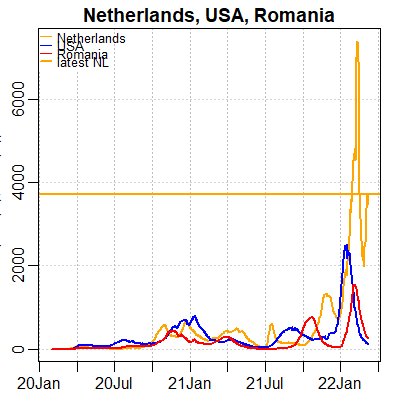 Netherlands, USA, Romania
Netherlands
USA
Romania
latest NL
6000
4000
2000
0
20Jan
20Jul
21Jan
21Jul
22Jan